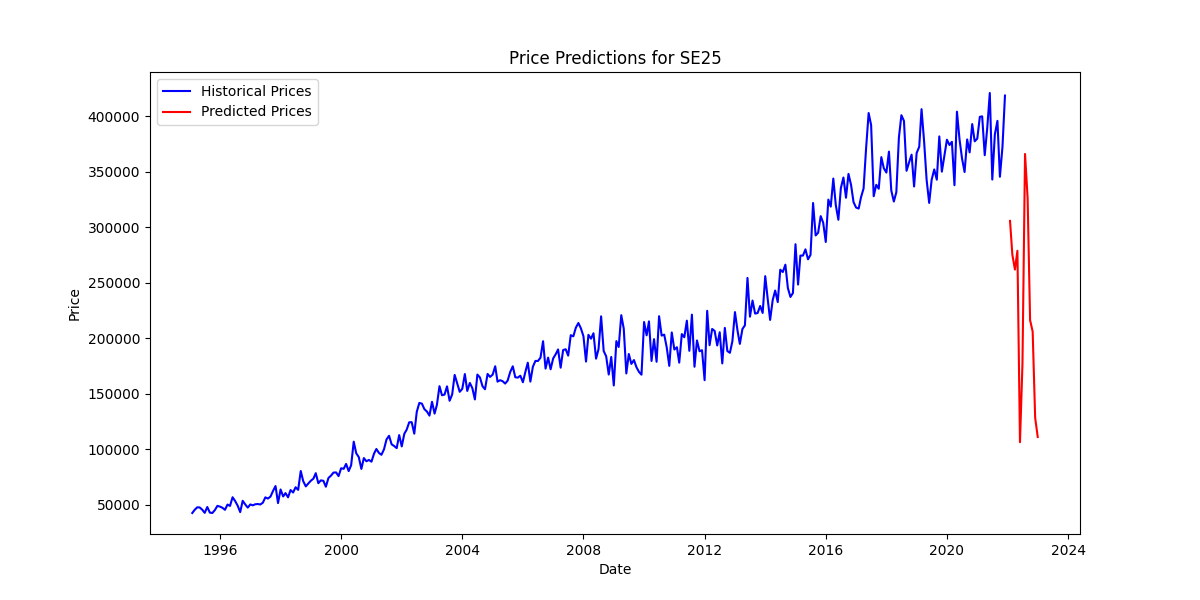 Price Predictions for SE25
Historical Prices
Predicted Prices
400000
350000
300000
250000
200000
150000
100000
50000
Price
1996 2000 2004 2008 2012 2016 2020 2024
Date